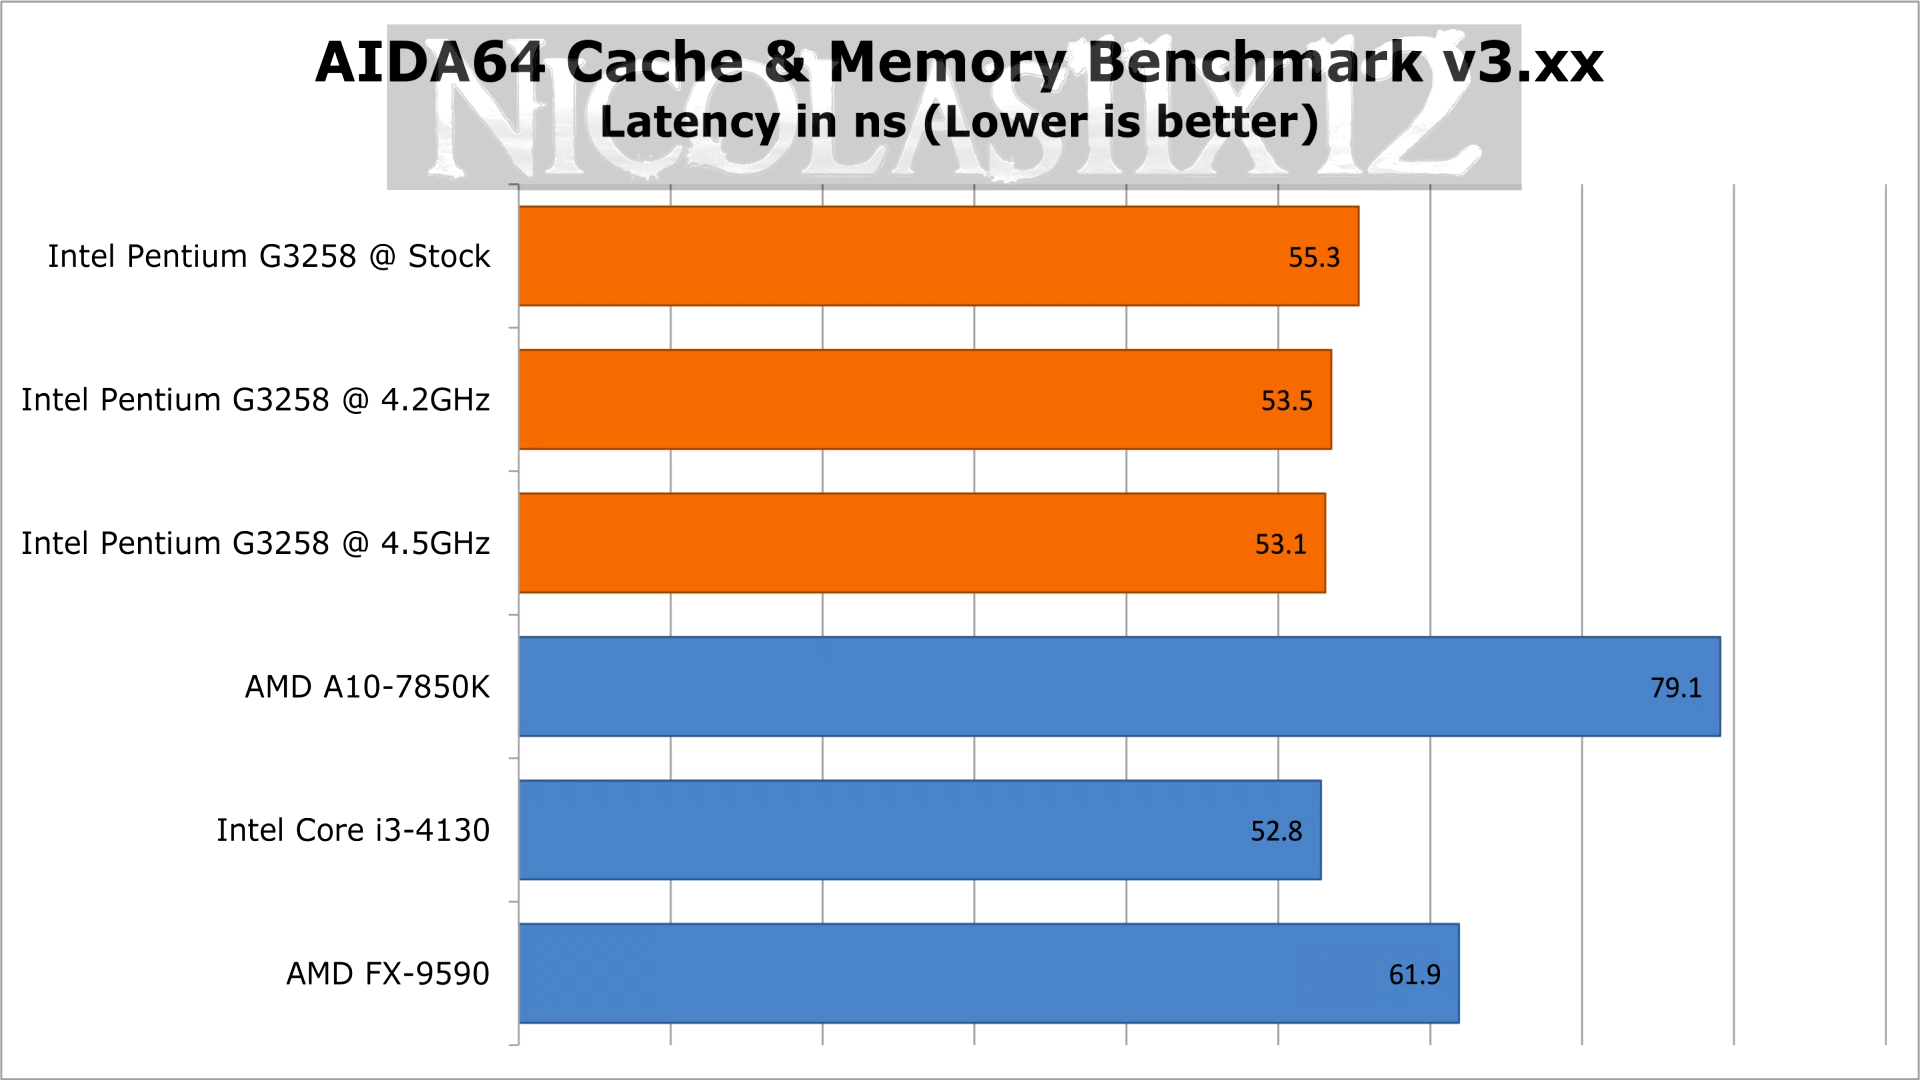 AIDA64 Cache & Memory Benchmark v3.xx
NICOLAS11X12
Latency in ns (Lower is better)
Intel Pentium G3258 @ Stock
55.3
Intel Pentium G3258 @ 4.2GHz
53.5
Intel Pentium G3258 @ 4.5GHz
53.1
AMD A10-7850K
79.1
Intel Core i3-4130
52.8
AMD FX-9590
61.9